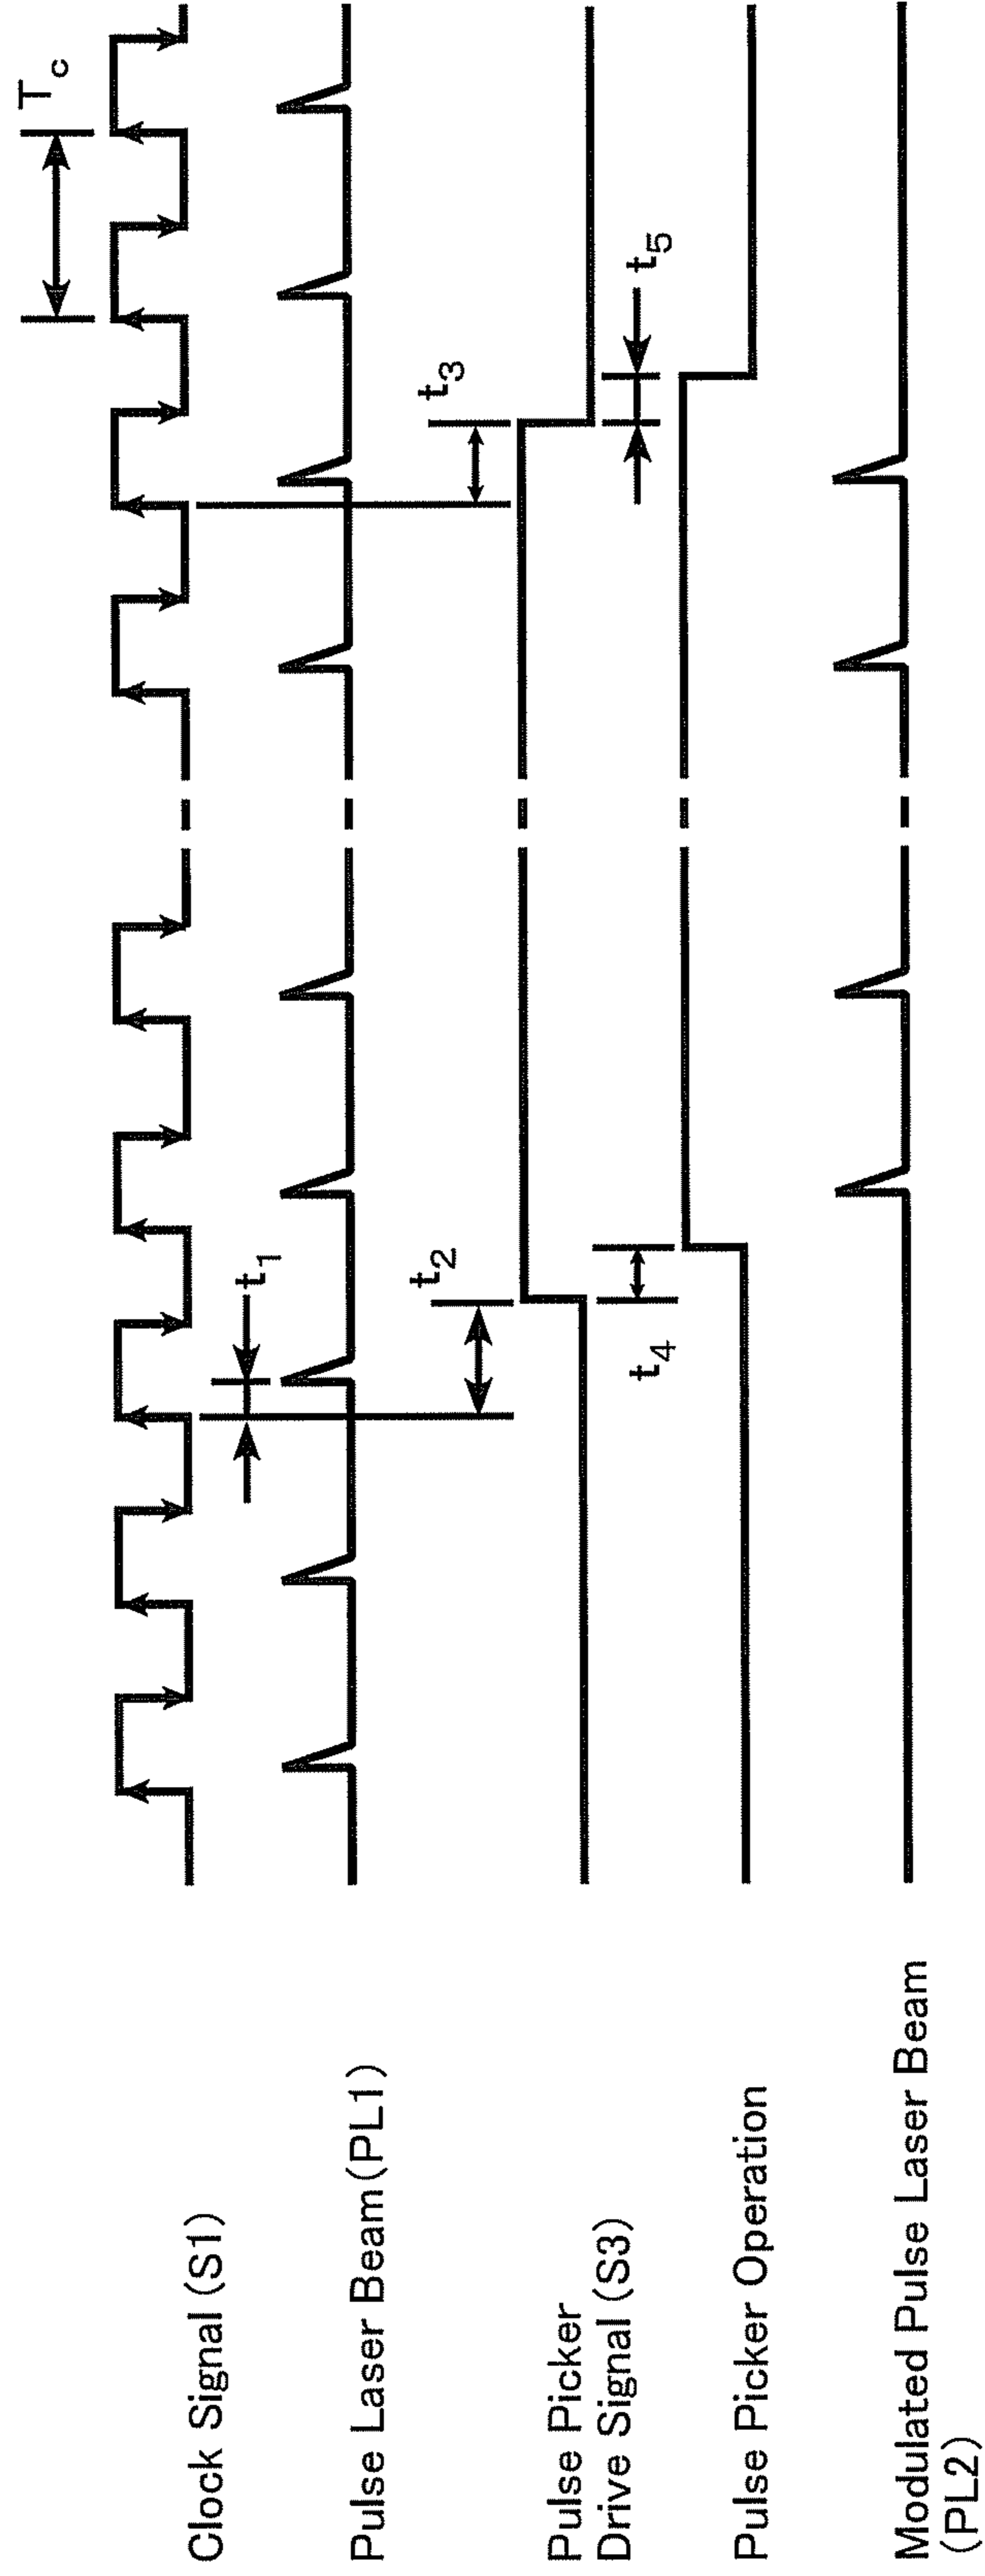 Clock Signal (S1)
Tc
t1
Pulse Laser Beam(PL1)
t2
t3
Pulse Picker
Drive Signal (S3)
t4
t5
Pulse Picker Operation
Modulated Pulse Laser Beam
(PL2)